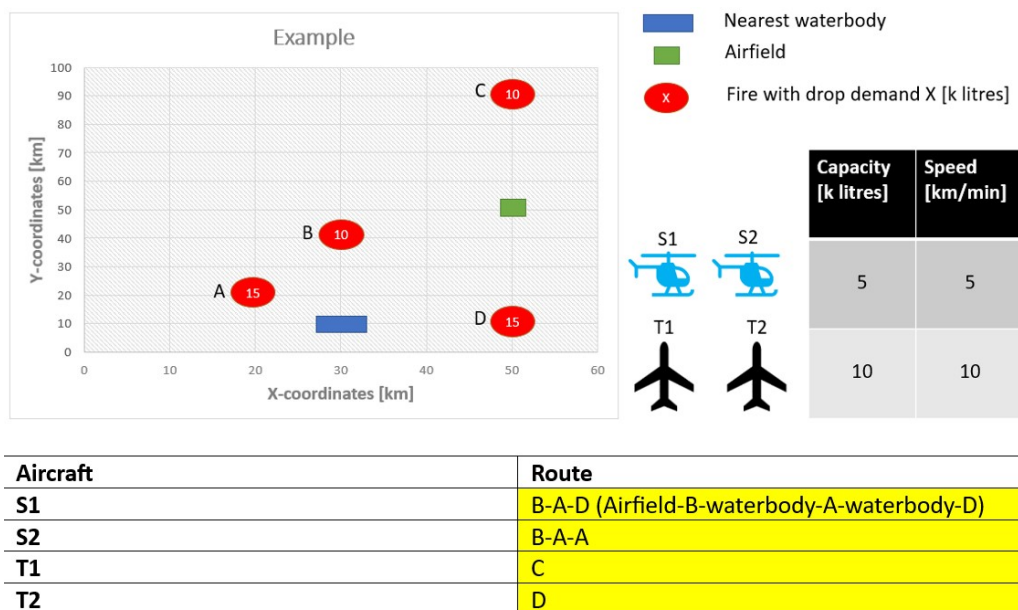 Example
Y-coordinates [km]
100
90
80
70
60
50
40
30
20
10
0
0
10
20
30
40
50
60
X-coordinates [km]
C
10
B
10
A
15
D
15
Nearest waterbody
Airfield
X
Fire with drop demand X [k litres]
Capacity
[k litres]
Speed
[km/min]
S1
S2
5
5
T1
T2
10
10
Aircraft
Route
S1
B-A-D (Airfield-B-waterbody-A-waterbody-D)
S2
B-A-A
T1
C
T2
D